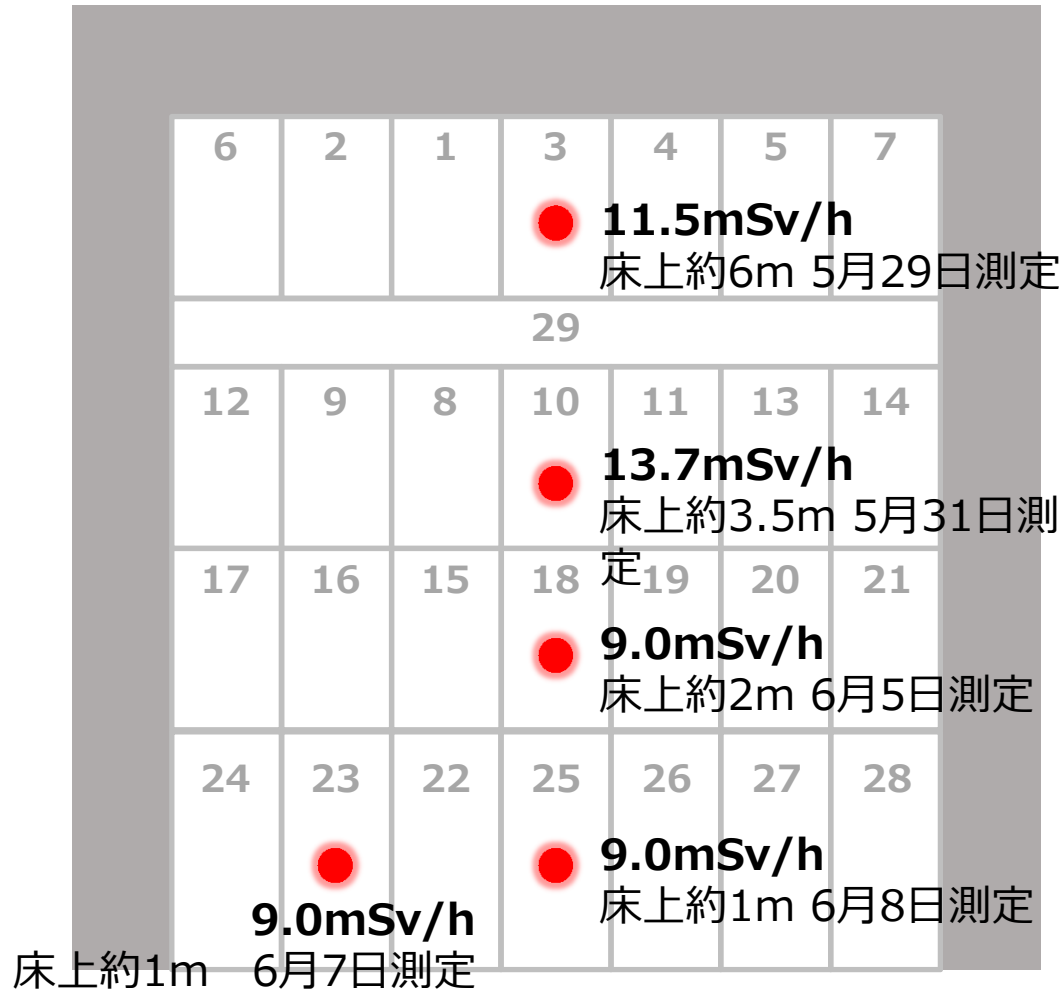 6 2 1 3 4 5 7
11.5mSv/h
床上約6m 5月29日測定
29
12 9 8 10 11 13 14
13.7mSv/h
床上約3.5m 5月31日測
定
17 16 15 18 19 20 21
9.0mSv/h
床上約2m 6月5日測定
24 23 22 25 26 27 28
9.0mSv/h
床上約1m 6月8日測定
9.0mSv/h
床上約1m　6月7日測定